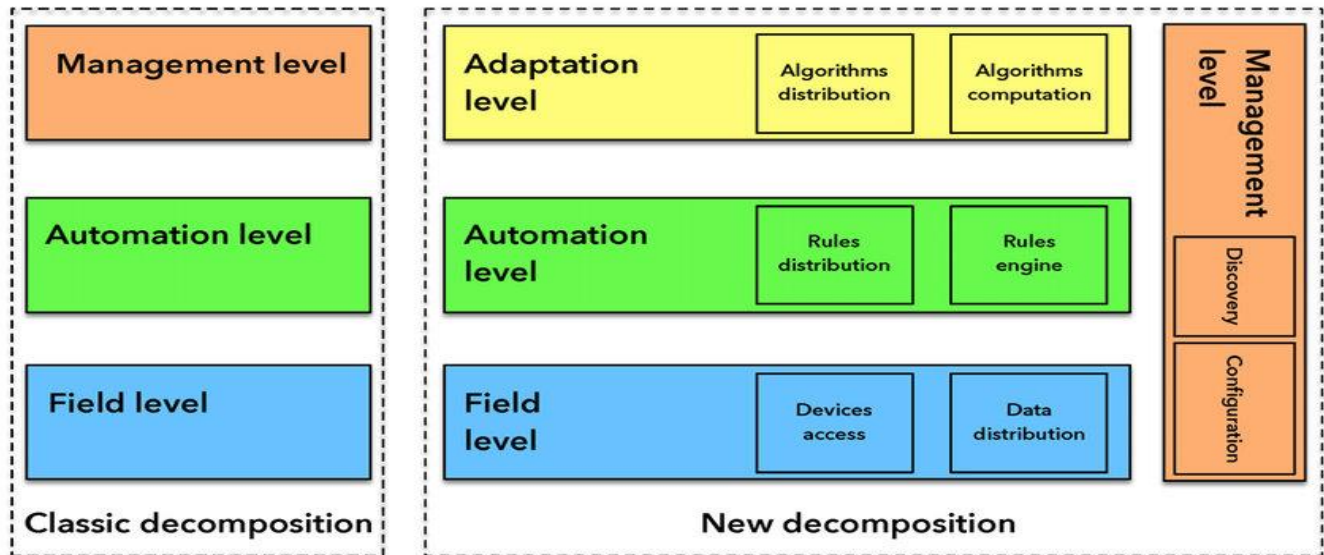 Management level
Automation level
Field level
Classic decomposition
Adaptation
level
Algorithms
distribution
Algorithms
computation
Automation
level
Rules
distribution
Rules
engine
Field
level
Devices
access
Data
distribution
Management
level
Discovery
Configuration
New decomposition